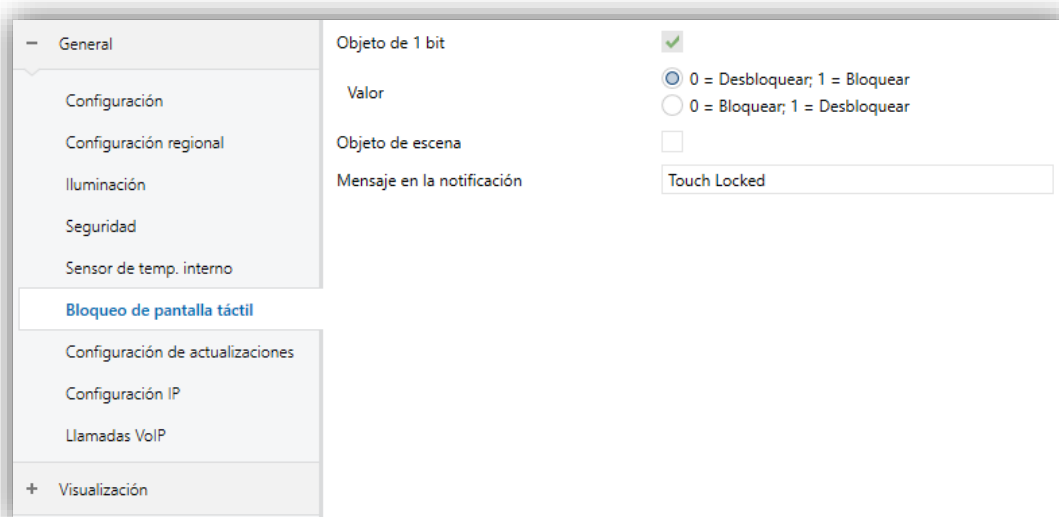 − General
Configuración
Configuración regional
Iluminación
Seguridad
Sensor de temp. interno
Bloqueo de pantalla táctil
Configuración de actualizaciones
Configuración IP
Llamadas VoIP
+ Visualización
Objeto de 1 bit
Valor
0 = Desbloquear; 1 = Bloquear
0 = Bloquear; 1 = Desbloquear
Objeto de escena
Mensaje en la notificación
Touch Locked